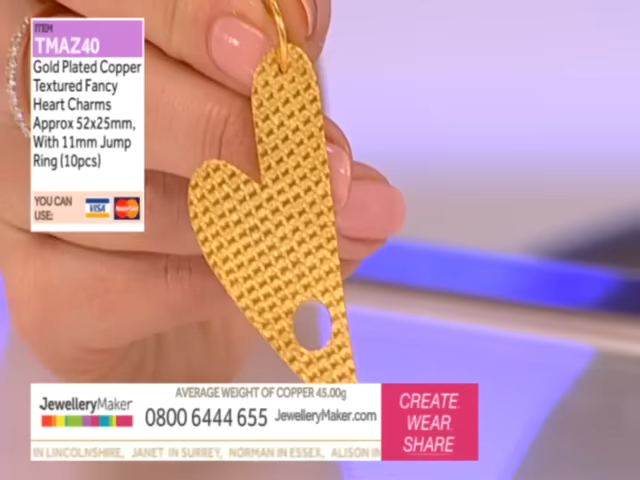 ITEM
TMAZ40
Gold Plated Copper
Textured Fancy
Heart Charms
Approx 52x25mm,
With 11mm Jump
Ring (10pcs)
YOU CAN
USE:
VISA
MasterCard
AVERAGE WEIGHT OF COPPER 45.00g
JewelleryMaker
0800 6444 655
JewelleryMaker.com
CREATE.
WEAR.
SHARE
IN LINCOLNSHIRE, JANET IN SURREY, NORMAN IN ESSEX, ALISON IN